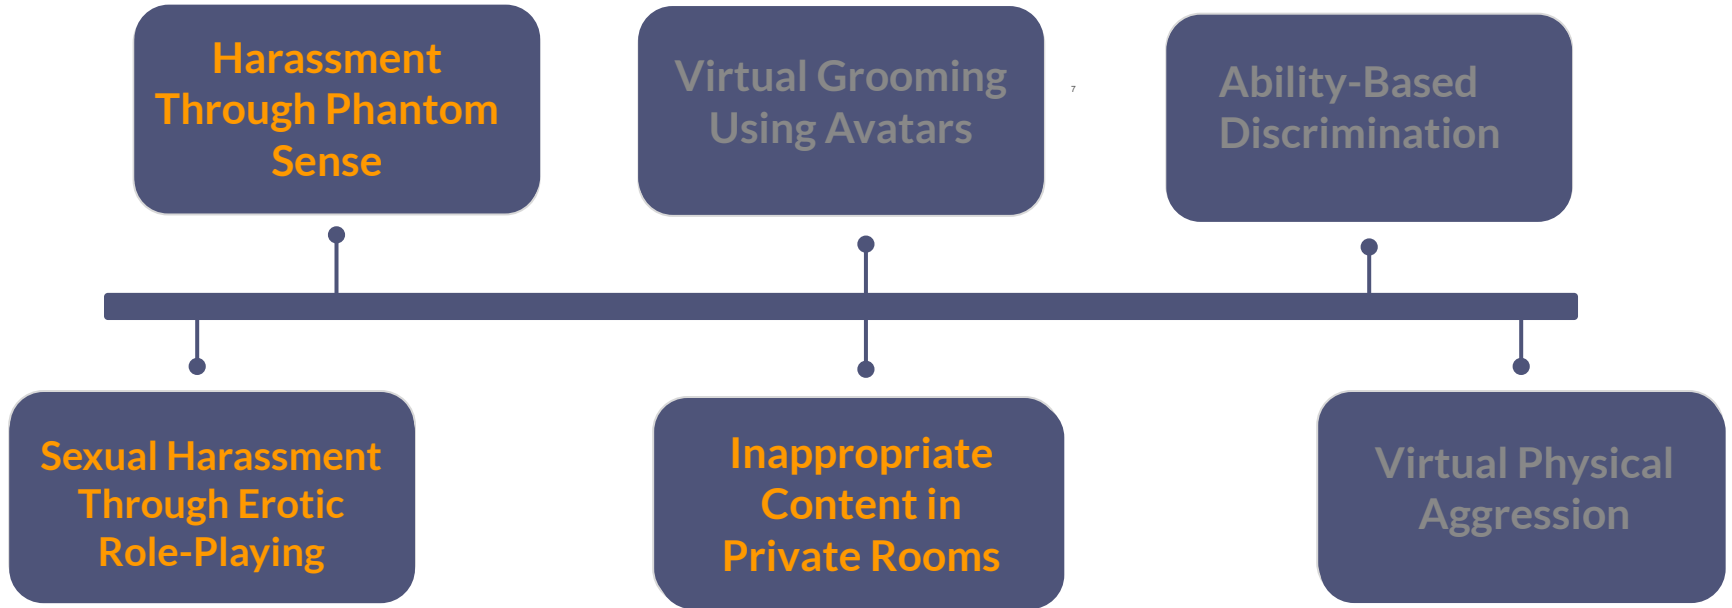 Harassment
Through Phantom
Sense
Virtual Grooming
Using Avatars
7
Ability-Based
Discrimination
Sexual Harassment
Through Erotic
Role-Playing
Inappropriate
Content in
Private Rooms
Virtual Physical
Aggression